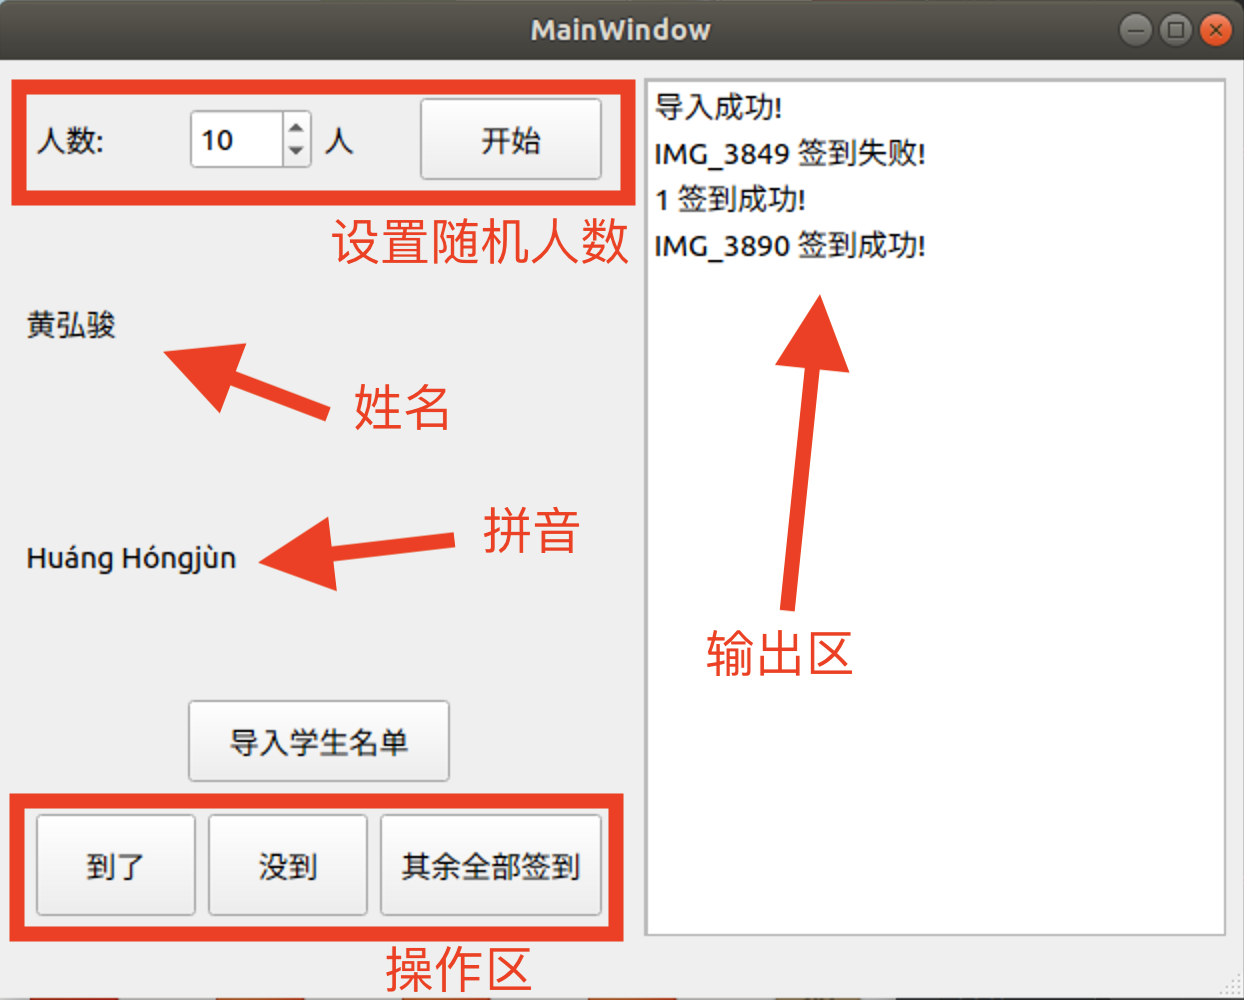 MainWindow
人数: 10 人 开始
设置随机人数
黄弘骏
姓名
Huáng Hóngjùn
拼音
导入学生名单
到了 没到 其余全部签到
操作区
导入成功!
IMG_3849 签到失败!
1 签到成功!
IMG_3890 签到成功!
输出区